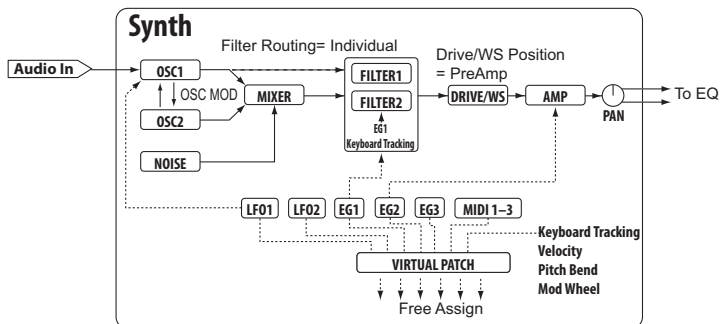 Synth
Filter Routing= Individual
Drive/WS Position
= PreAmp
Audio In
OSC1
OSC MOD
OSC2
MIXER
NOISE
FILTER1
FILTER2
EG1
Keyboard Tracking
DRIVE/WS
AMP
PAN
To EQ
LFO1
LFO2
EG1
EG2
EG3
MIDI 1–3
Keyboard Tracking
Velocity
Pitch Bend
Mod Wheel
VIRTUAL PATCH
Free Assign